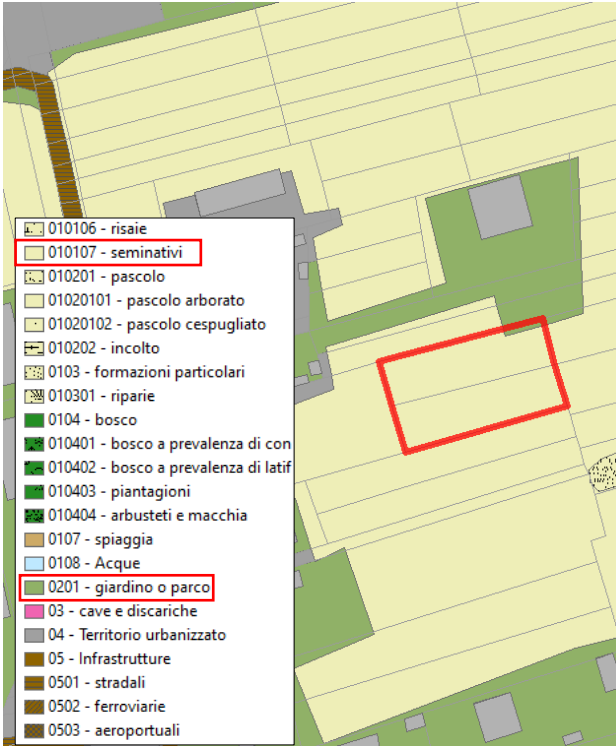 010106 - risaie
010107 - seminativi
010201 - pascolo
01020101 - pascolo arborato
01020102 - pascolo cespugliato
010202 - incolto
0103 - formazioni particolari
010301 - riparie
0104 - bosco
010401 - bosco a prevalenza di con
010402 - bosco a prevalenza di latif
010403 - piantagioni
010404 - arbusteti e macchia
0107 - spiaggia
0108 - Acque
0201 - giardino o parco
03 - cave e discariche
04 - Territorio urbanizzato
05 - Infrastrutture
0501 - stradali
0502 - ferroviarie
0503 - aeroportuali